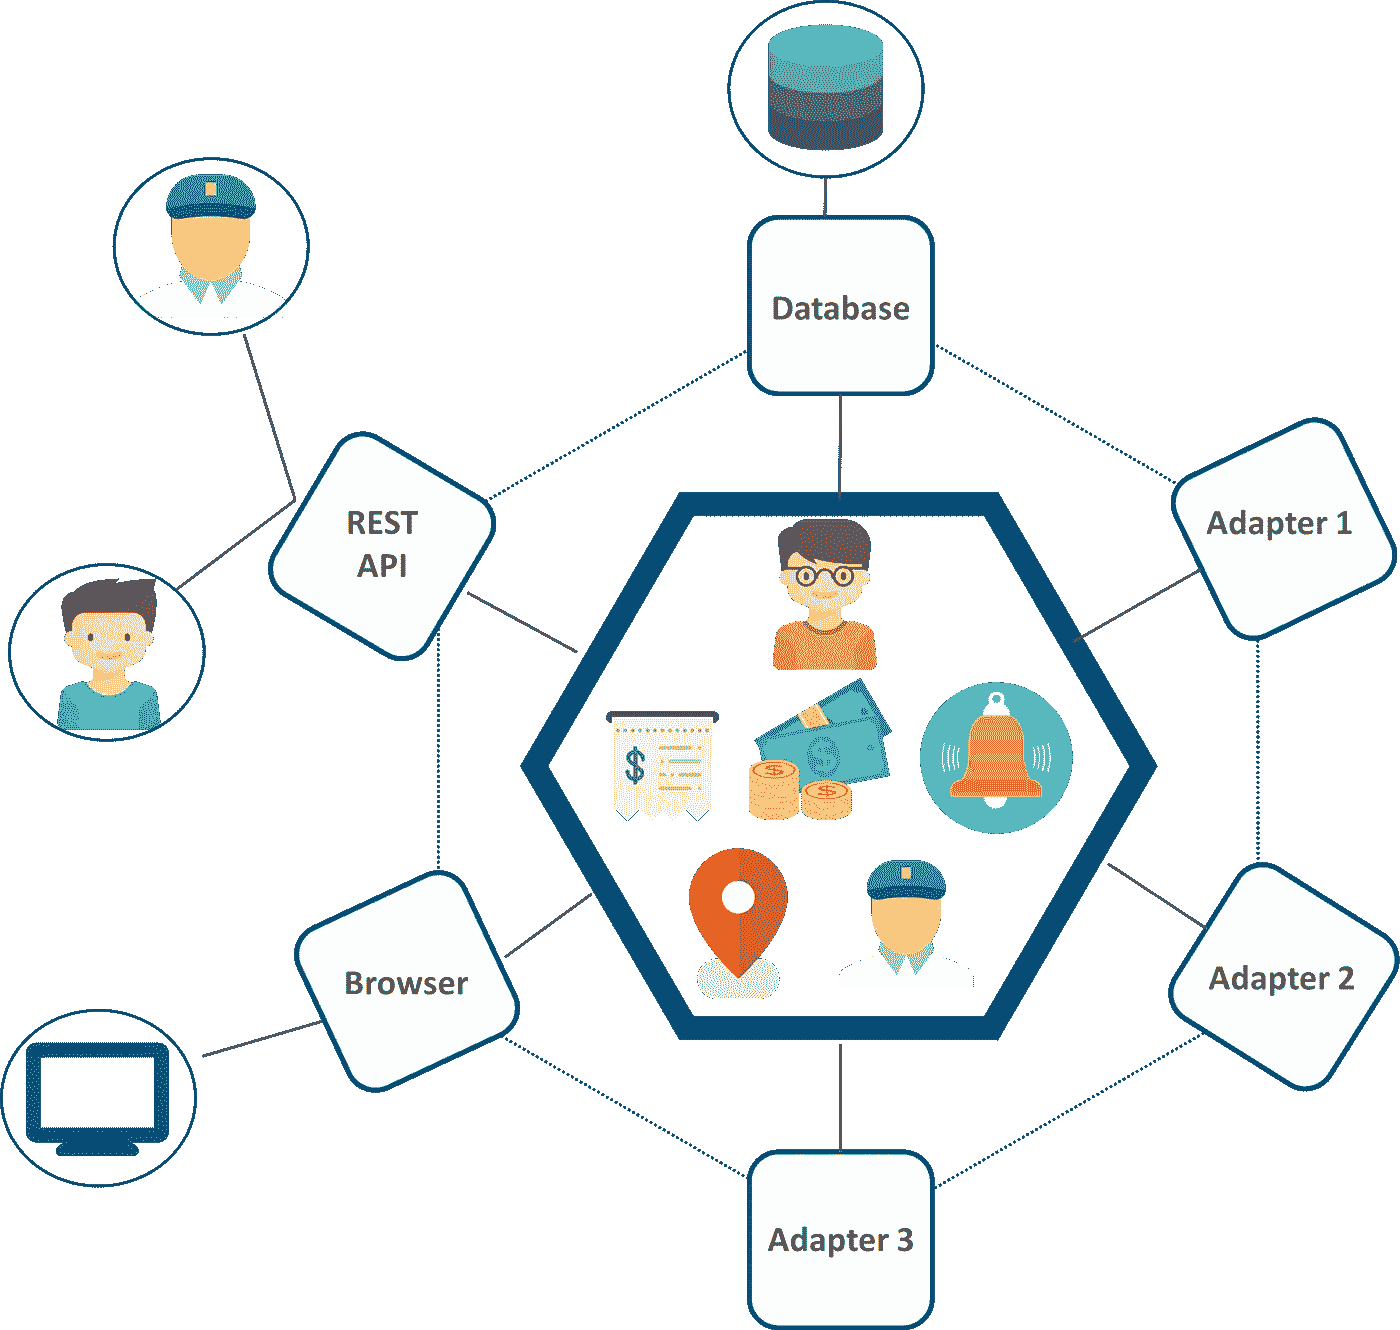 Database
REST
API
Adapter 1
$
$
$
$
Browser
Adapter 2
Adapter 3